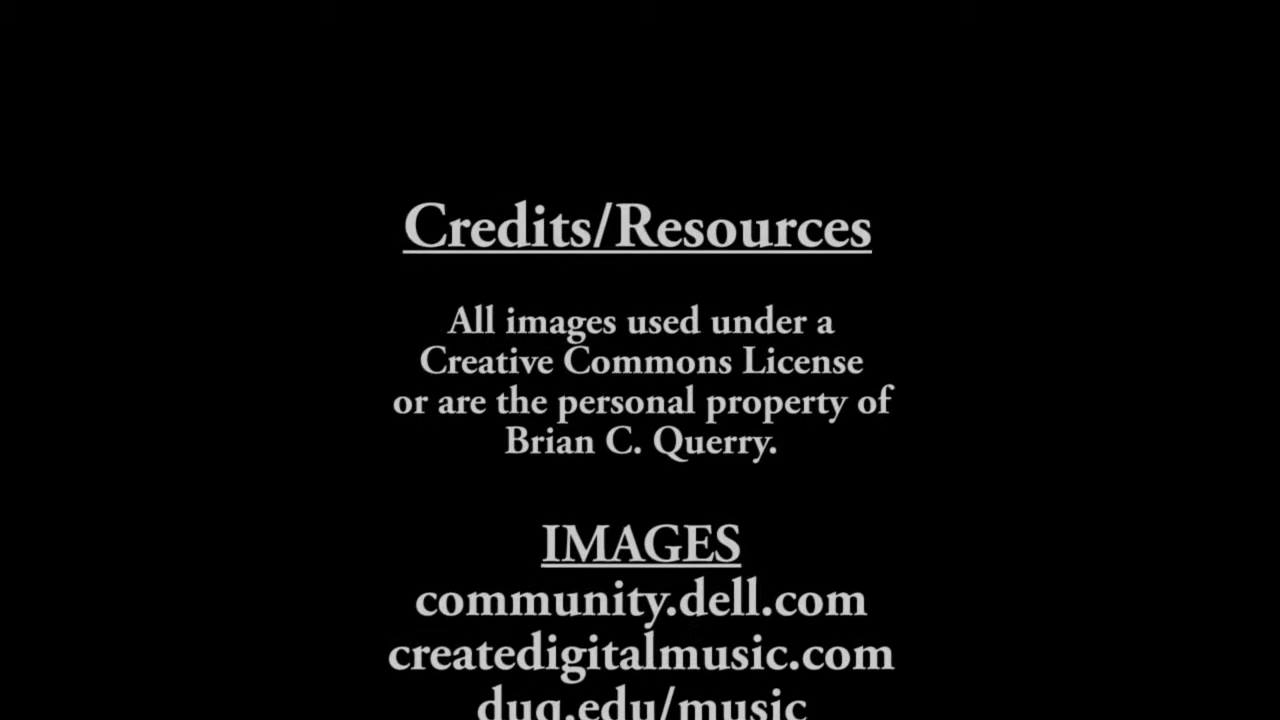 Credits/Resources
All images used under a
Creative Commons License
or are the personal property of
Brian C. Querry.
IMAGES
community.dell.com
createdigitalmusic.com
duq.edu/music